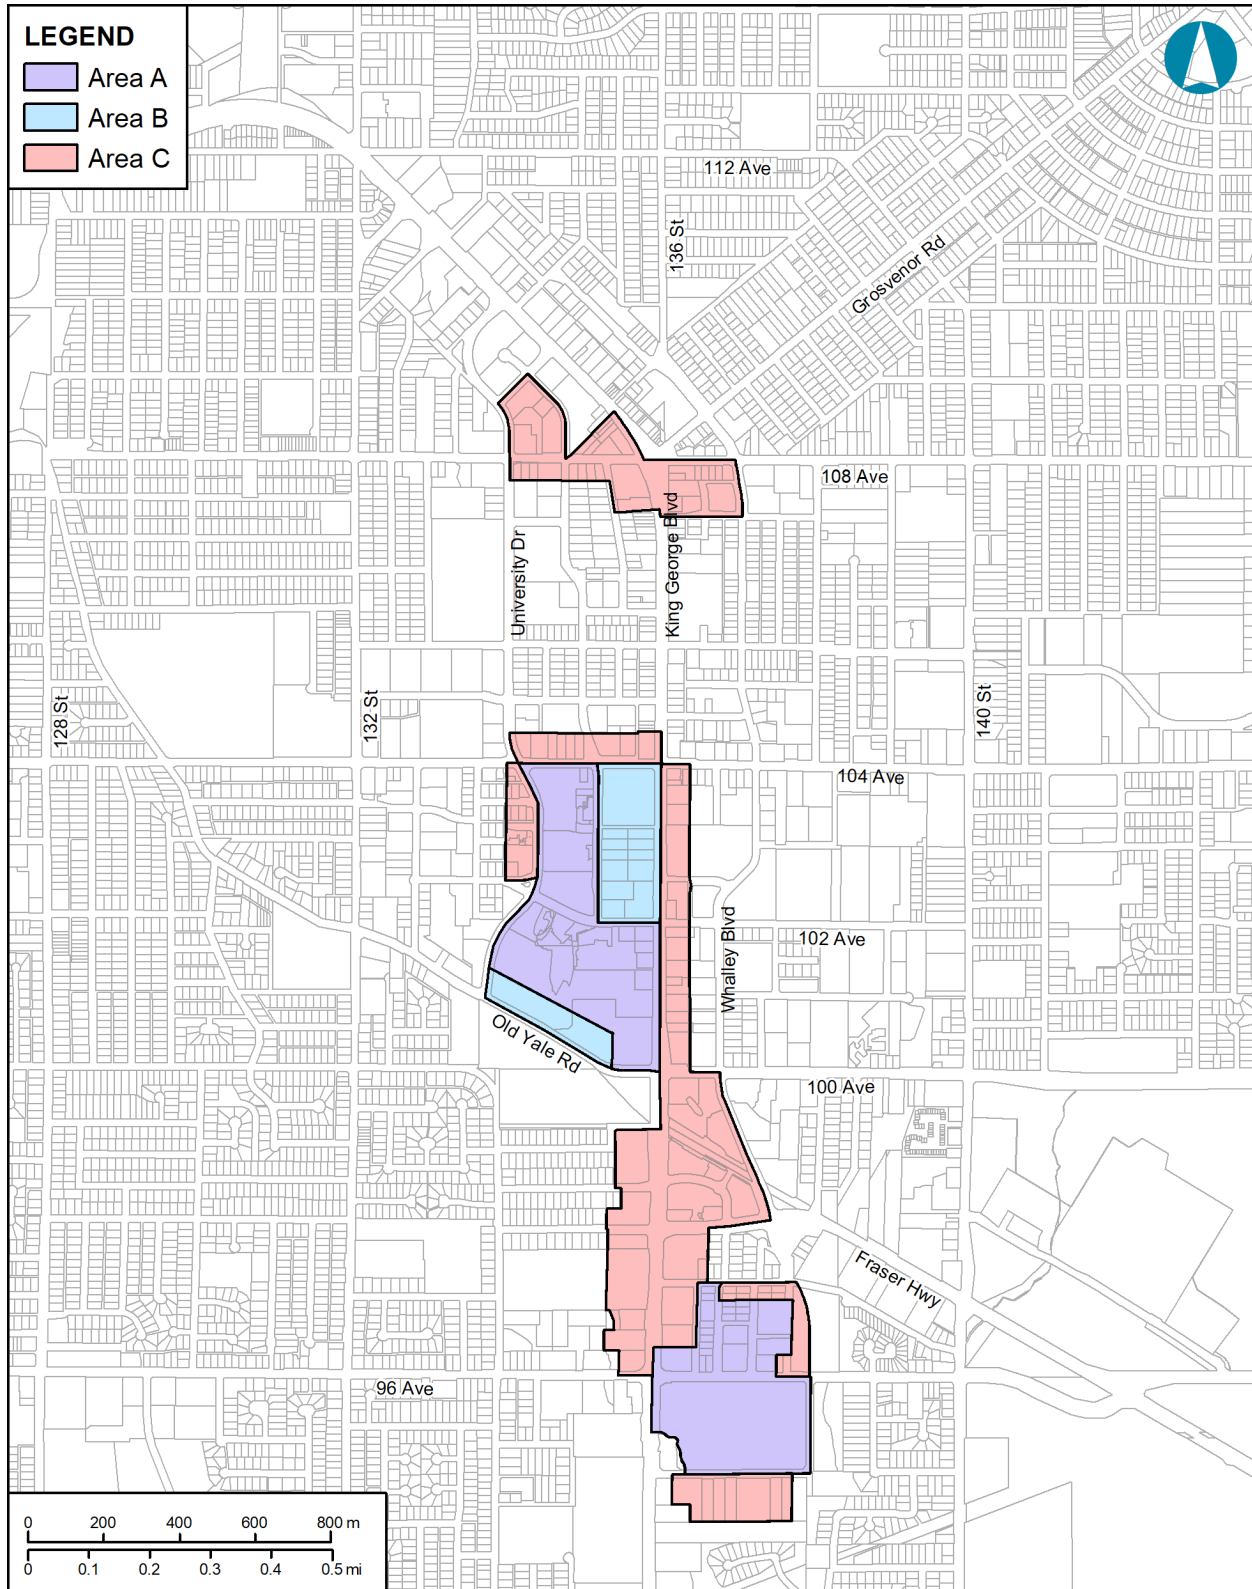 LEGEND
Area A
Area B
Area C
112 Ave
136 St
Grosvenor Rd
108 Ave
King George Blvd
University Dr
128 St
132 St
140 St
104 Ave
Whalley Blvd
102 Ave
Old Yale Rd
100 Ave
Fraser Hwy
96 Ave
0 200 400 600 800 m
0 0.1 0.2 0.3 0.4 0.5 mi